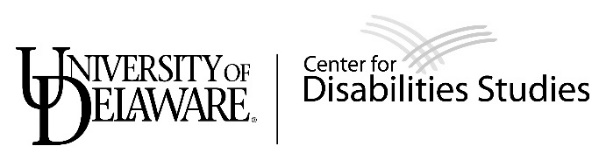 UNIVERSITY OF
DELAWARE®
Center for
Disabilities Studies